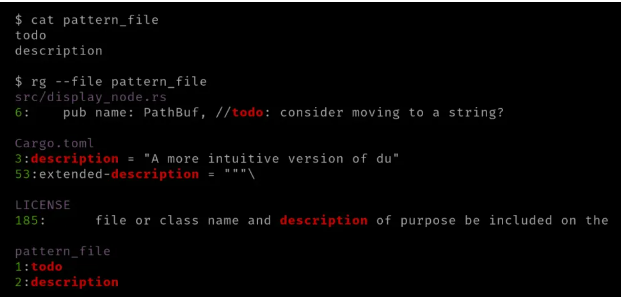 $ cat pattern_file
todo
description
$ rg --file pattern_file
src/display_node.rs
6:    pub name: PathBuf, //todo: consider moving to a string?
Cargo.toml
3:description = "A more intuitive version of du"
53:extended-description = """\
LICENSE
185:      file or class name and description of purpose be included on the
pattern_file
1:todo
2:description